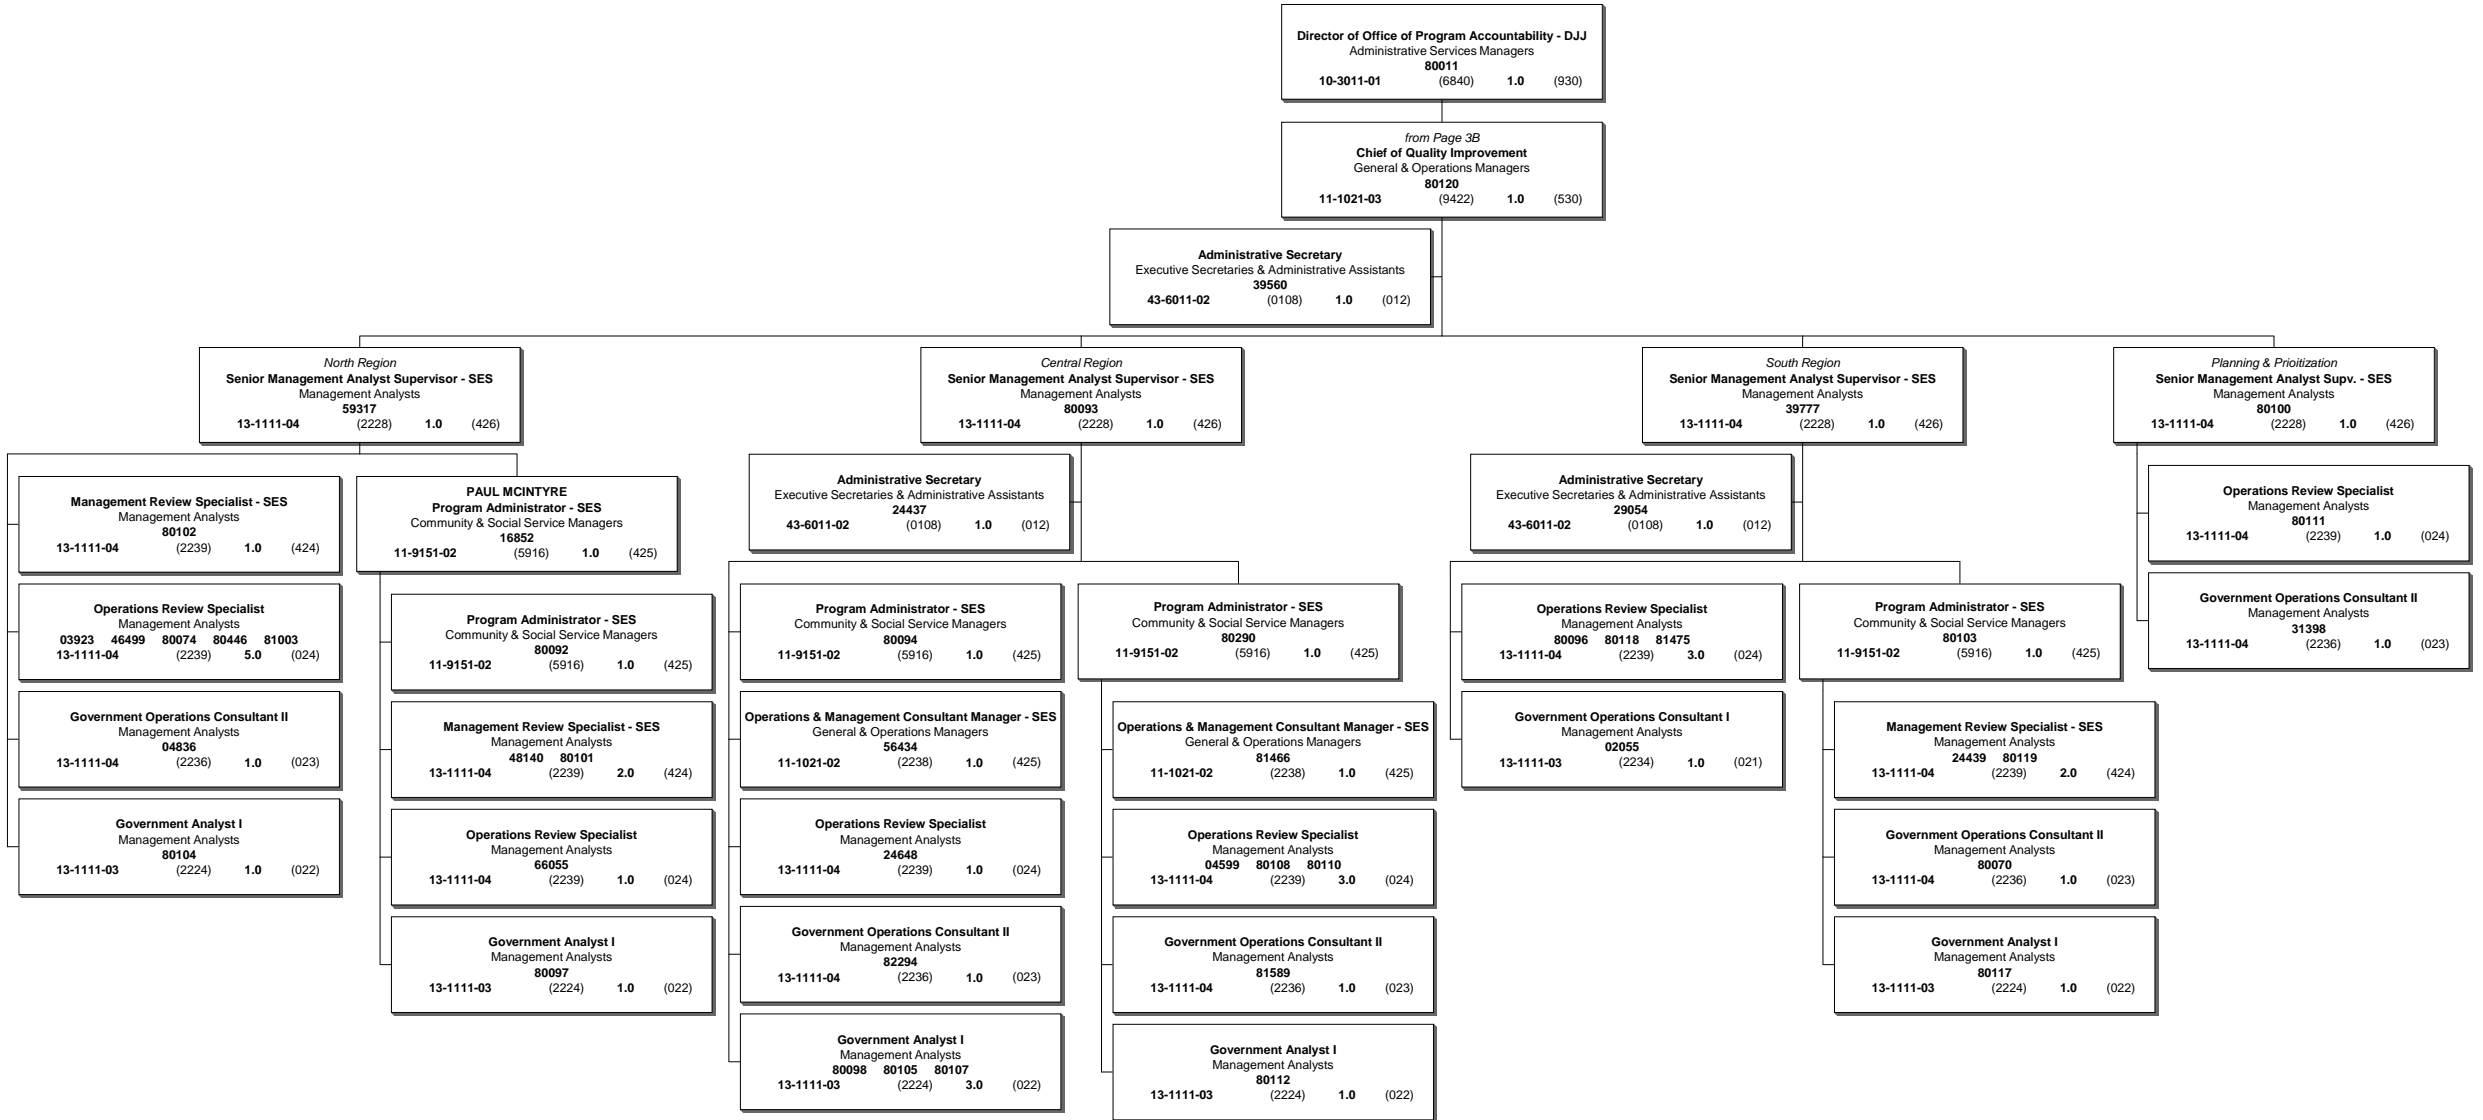 Director of Office of Program Accountability - DJJ
Administrative Services Managers
80011
10-3011-01 (6840) 1.0 (930)
from Page 3B
Chief of Quality Improvement
General & Operations Managers
80120
11-1021-03 (9422) 1.0 (530)
Administrative Secretary
Executive Secretaries & Administrative Assistants
39560
43-6011-02 (0108) 1.0 (012)
North Region
Senior Management Analyst Supervisor - SES
Management Analysts
59317
13-1111-04 (2228) 1.0 (426)
Management Review Specialist - SES
Management Analysts
80102
13-1111-04 (2239) 1.0 (424)
Operations Review Specialist
Management Analysts
03923 46499 80074 80446 81003
13-1111-04 (2239) 5.0 (024)
Government Operations Consultant II
Management Analysts
04836
13-1111-04 (2236) 1.0 (023)
Government Analyst I
Management Analysts
80104
13-1111-03 (2224) 1.0 (022)
PAUL MCINTYRE
Program Administrator - SES
Community & Social Service Managers
16852
11-9151-02 (5916) 1.0 (425)
Program Administrator - SES
Community & Social Service Managers
80092
11-9151-02 (5916) 1.0 (425)
Management Review Specialist - SES
Management Analysts
48140 80101
13-1111-04 (2239) 2.0 (424)
Operations Review Specialist
Management Analysts
66055
13-1111-04 (2239) 1.0 (024)
Government Analyst I
Management Analysts
80097
13-1111-03 (2224) 1.0 (022)
Central Region
Senior Management Analyst Supervisor - SES
Management Analysts
80093
13-1111-04 (2228) 1.0 (426)
Administrative Secretary
Executive Secretaries & Administrative Assistants
24437
43-6011-02 (0108) 1.0 (012)
Program Administrator - SES
Community & Social Service Managers
80094
11-9151-02 (5916) 1.0 (425)
Operations & Management Consultant Manager - SES
General & Operations Managers
56434
11-1021-02 (2238) 1.0 (425)
Operations Review Specialist
Management Analysts
24648
13-1111-04 (2239) 1.0 (024)
Government Operations Consultant II
Management Analysts
82294
13-1111-04 (2236) 1.0 (023)
Government Analyst I
Management Analysts
80098 80105 80107
13-1111-03 (2224) 3.0 (022)
Program Administrator - SES
Community & Social Service Managers
80290
11-9151-02 (5916) 1.0 (425)
Operations & Management Consultant Manager - SES
General & Operations Managers
81466
11-1021-02 (2238) 1.0 (425)
Operations Review Specialist
Management Analysts
04599 80108 80110
13-1111-04 (2239) 3.0 (024)
Government Operations Consultant II
Management Analysts
81589
13-1111-04 (2236) 1.0 (023)
Government Analyst I
Management Analysts
80112
13-1111-03 (2224) 1.0 (022)
South Region
Senior Management Analyst Supervisor - SES
Management Analysts
39777
13-1111-04 (2228) 1.0 (426)
Administrative Secretary
Executive Secretaries & Administrative Assistants
29054
43-6011-02 (0108) 1.0 (012)
Operations Review Specialist
Management Analysts
80096 80118 81475
13-1111-04 (2239) 3.0 (024)
Government Operations Consultant I
Management Analysts
02055
13-1111-03 (2234) 1.0 (021)
Program Administrator - SES
Community & Social Service Managers
80103
11-9151-02 (5916) 1.0 (425)
Management Review Specialist - SES
Management Analysts
24439 80119
13-1111-04 (2239) 2.0 (424)
Government Operations Consultant II
Management Analysts
80070
13-1111-04 (2236) 1.0 (023)
Government Analyst I
Management Analysts
80117
13-1111-03 (2224) 1.0 (022)
Planning & Prioitization
Senior Management Analyst Supv. - SES
Management Analysts
80100
13-1111-04 (2228) 1.0 (426)
Operations Review Specialist
Management Analysts
80111
13-1111-04 (2239) 1.0 (024)
Government Operations Consultant II
Management Analysts
31398
13-1111-04 (2236) 1.0 (023)